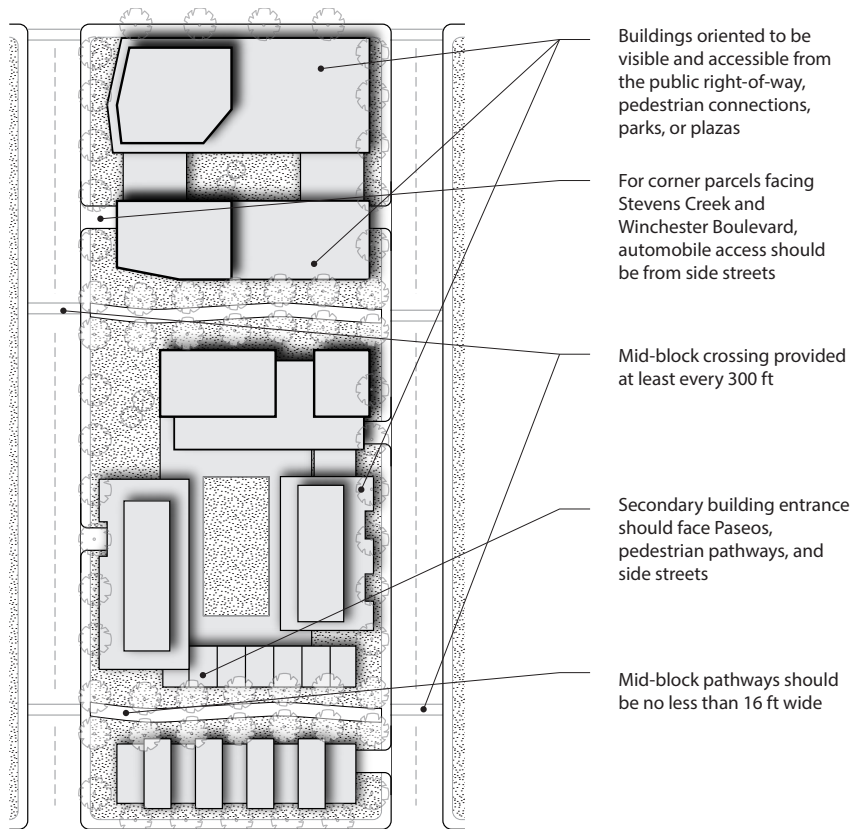 Buildings oriented to be
visible and accessible from
the public right-of-way,
pedestrian connections,
parks, or plazas
For corner parcels facing
Stevens Creek and
Winchester Boulevard,
automobile access should
be from side streets
Mid-block crossing provided
at least every 300 ft
Secondary building entrance
should face Paseos,
pedestrian pathways, and
side streets
Mid-block pathways should
be no less than 16 ft wide